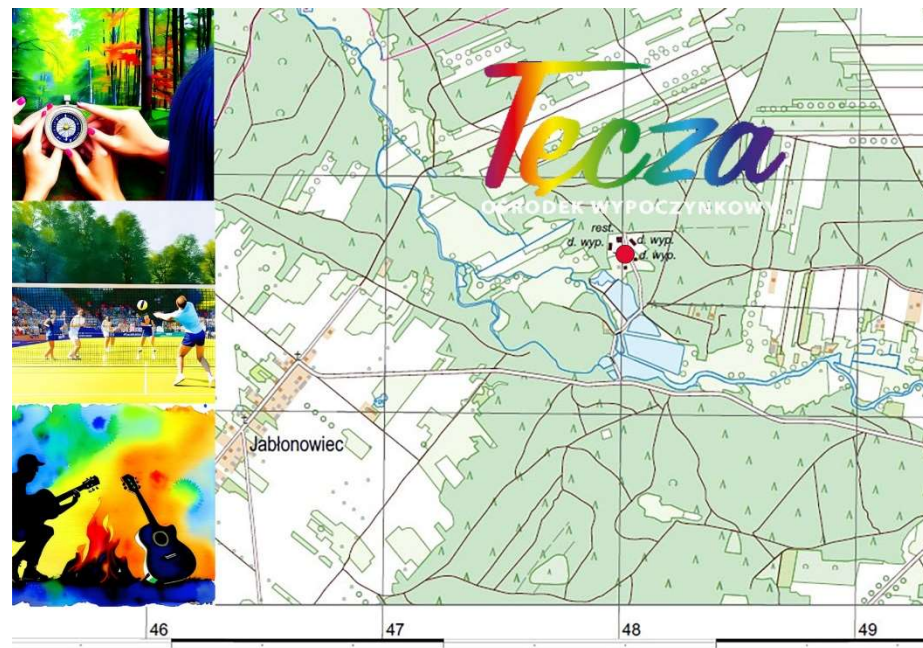 Tęcza
OŚRODEK WYPOCZYNKOWY
rest.
d. wyp.
d. wyp.
d. wyp.
Jabłonowiec
46
47
48
49